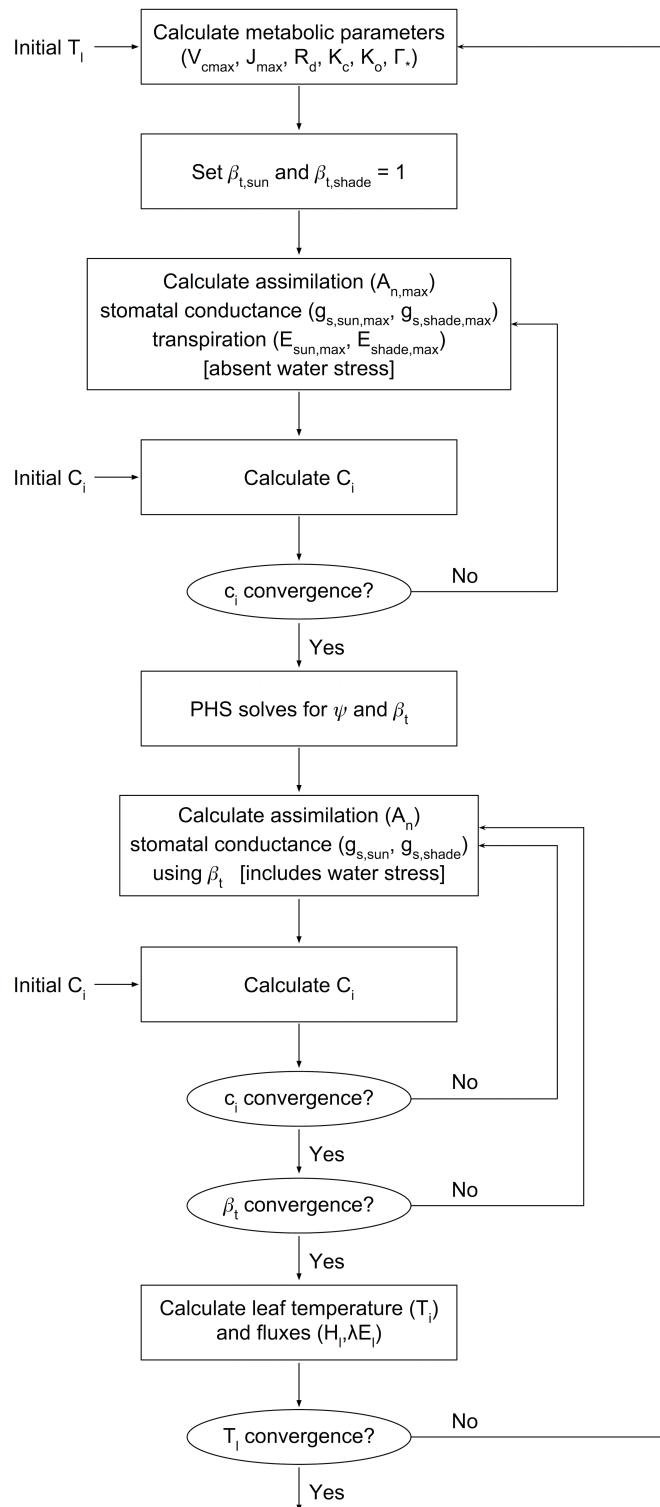 Initial Tₗ
Calculate metabolic parameters
(V_cmax, J_max, R_d, K_c, K_o, Γ_*)
Set β_t,sun and β_t,shade = 1
Calculate assimilation (A_n,max)
stomatal conductance (g_s,sun,max, g_s,shade,max)
transpiration (E_sun,max, E_shade,max)
[absent water stress]
Initial C_i
Calculate C_i
c_i convergence?
No
Yes
PHS solves for ψ and β_t
Calculate assimilation (A_n)
stomatal conductance (g_s,sun, g_s,shade)
using β_t [includes water stress]
Initial C_i
Calculate C_i
c_i convergence?
No
Yes
β_t convergence?
No
Yes
Calculate leaf temperature (T_i)
and fluxes (H_l,λE_l)
T_l convergence?
No
Yes